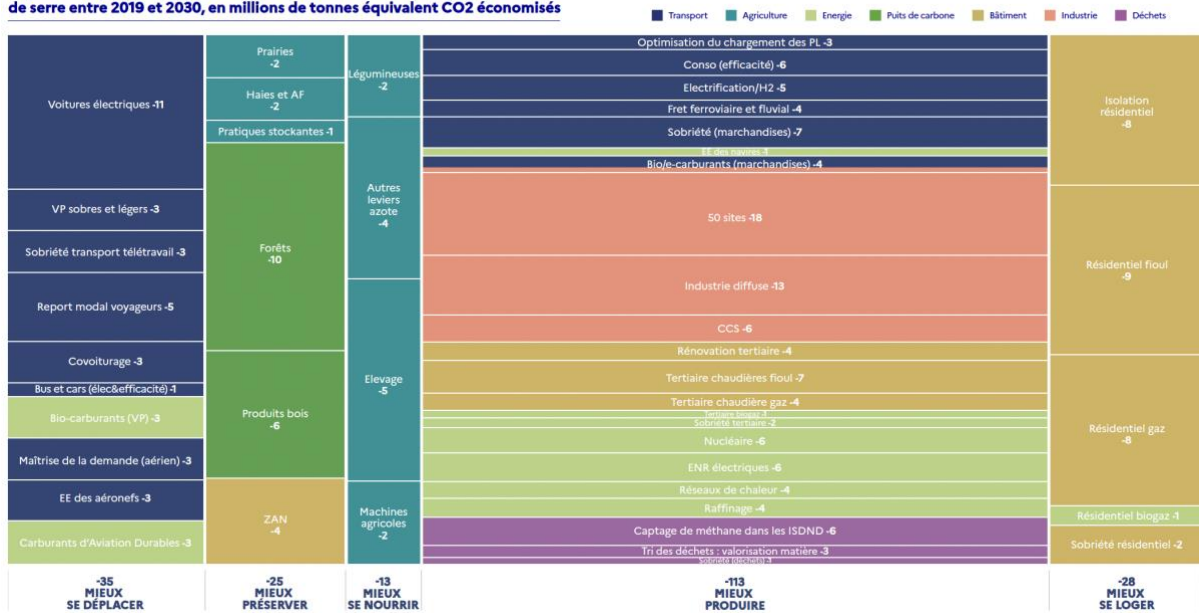 de serre entre 2019 et 2030, en millions de tonnes équivalent CO2 économisés
Transport
Agriculture
Energie
Puits de carbone
Bâtiment
Industrie
Déchets
Voitures électriques -11
VP sobres et légers -3
Sobriété transport télétravail -3
Report modal voyageurs -5
Covoiturage -3
Bus et cars (élec&efficacité) -1
Bio-carburants (VP) -3
Maîtrise de la demande (aérien) -3
EE des aéronefs -3
Carburants d'Aviation Durables -3
-35
MIEUX
SE DÉPLACER
Prairies
-2
Haies et AF
-2
Pratiques stockantes -1
Forêts
-10
Produits bois
-6
ZAN
-4
-25
MIEUX
PRÉSERVER
Légumineuses
-2
Autres
leviers
azote
-4
Elevage
-5
Machines
agricoles
-2
-13
MIEUX
SE NOURRIR
Optimisation du chargement des PL -3
Conso (efficacité) -6
Electrification/H2 -5
Fret ferroviaire et fluvial -4
Sobriété (marchandises) -7
EE des navires -1
Bio/e-carburants (marchandises) -4
50 sites -18
Industrie diffuse -13
CCS -6
Rénovation tertiaire -4
Tertiaire chaudières fioul -7
Tertiaire chaudière gaz -4
Tertiaire biogaz -1
Sobriété tertiaire -2
Nucléaire -6
ENR électriques -6
Réseaux de chaleur -4
Raffinage -4
Captage de méthane dans les ISDND -6
Tri des déchets : valorisation matière -3
Sobriété (déchets) -1
-113
MIEUX
PRODUIRE
Isolation
résidentiel
-8
Résidentiel fioul
-9
Résidentiel gaz
-8
Résidentiel biogaz -1
Sobriété résidentiel -2
-28
MIEUX
SE LOGER